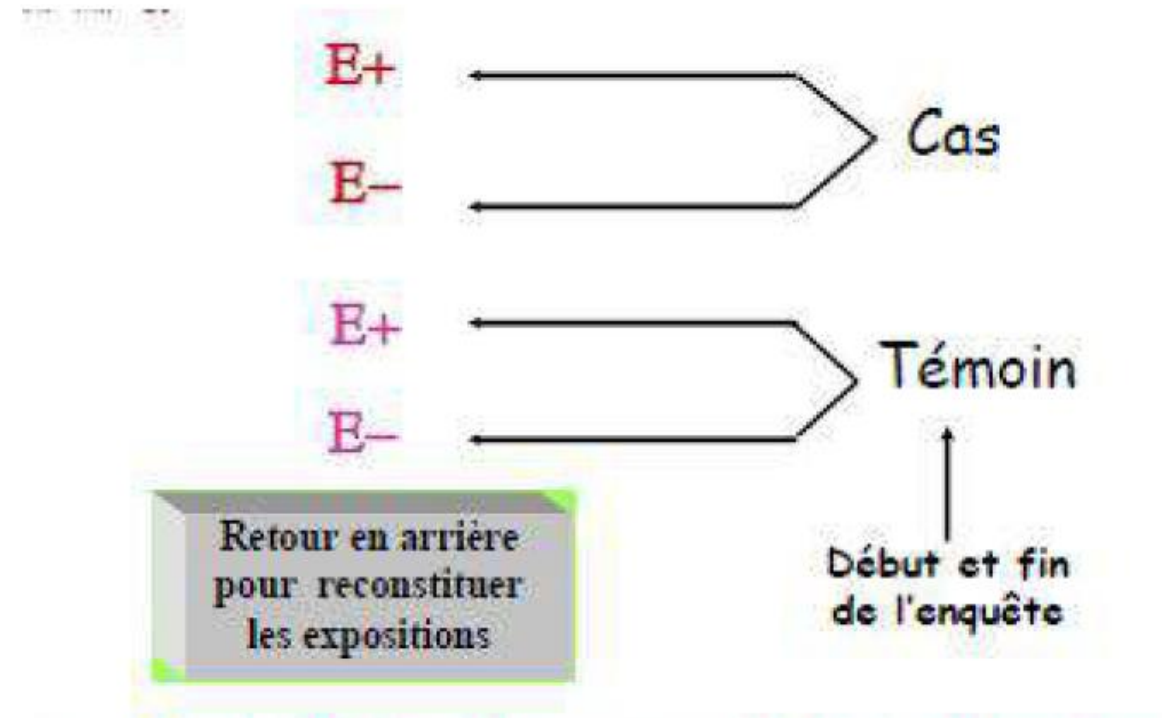 E+
Cas
E–
E+
Témoin
E–
Retour en arrière
pour reconstituer
les expositions
Début et fin
de l'enquête